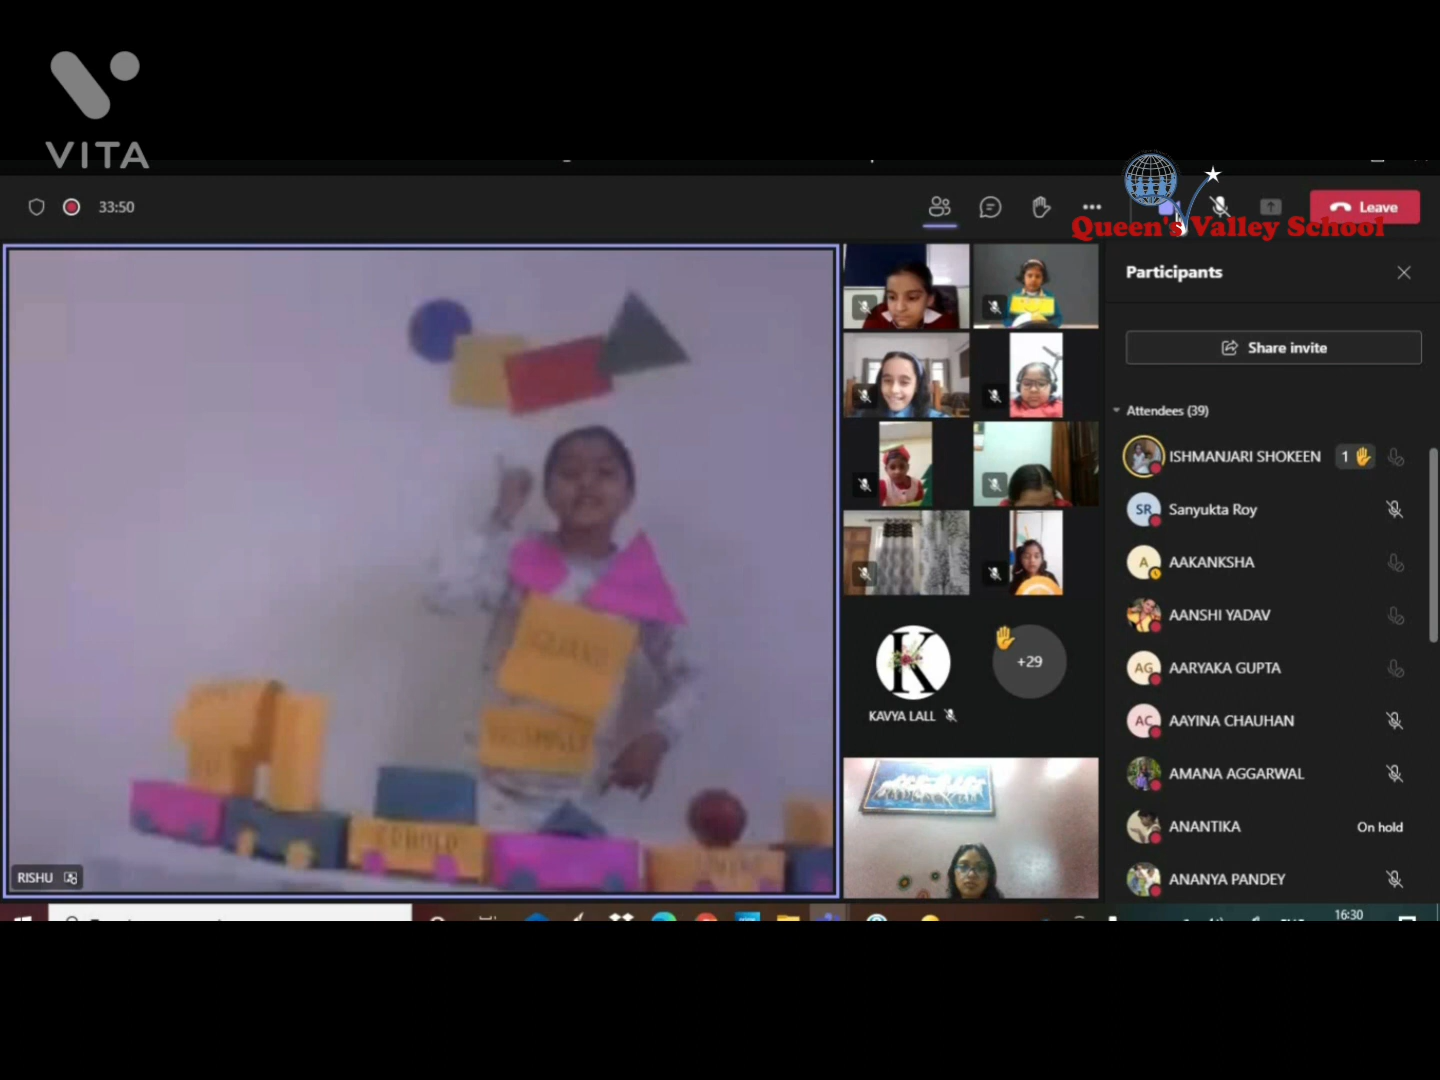 VITA
33:50
Leave
Queen's Valley School
Participants
Share invite
Attendees (39)
ISHMANJARI SHOKEEN 1
SR Sanyukta Roy
A AAKANKSHA
AANSHI YADAV
AG AARYAKA GUPTA
AC AAYINA CHAUHAN
AMANA AGGARWAL
ANANTIKA On hold
ANANYA PANDEY
K
KAVYA LALL
+29
SQUARE
RISHU
16:30